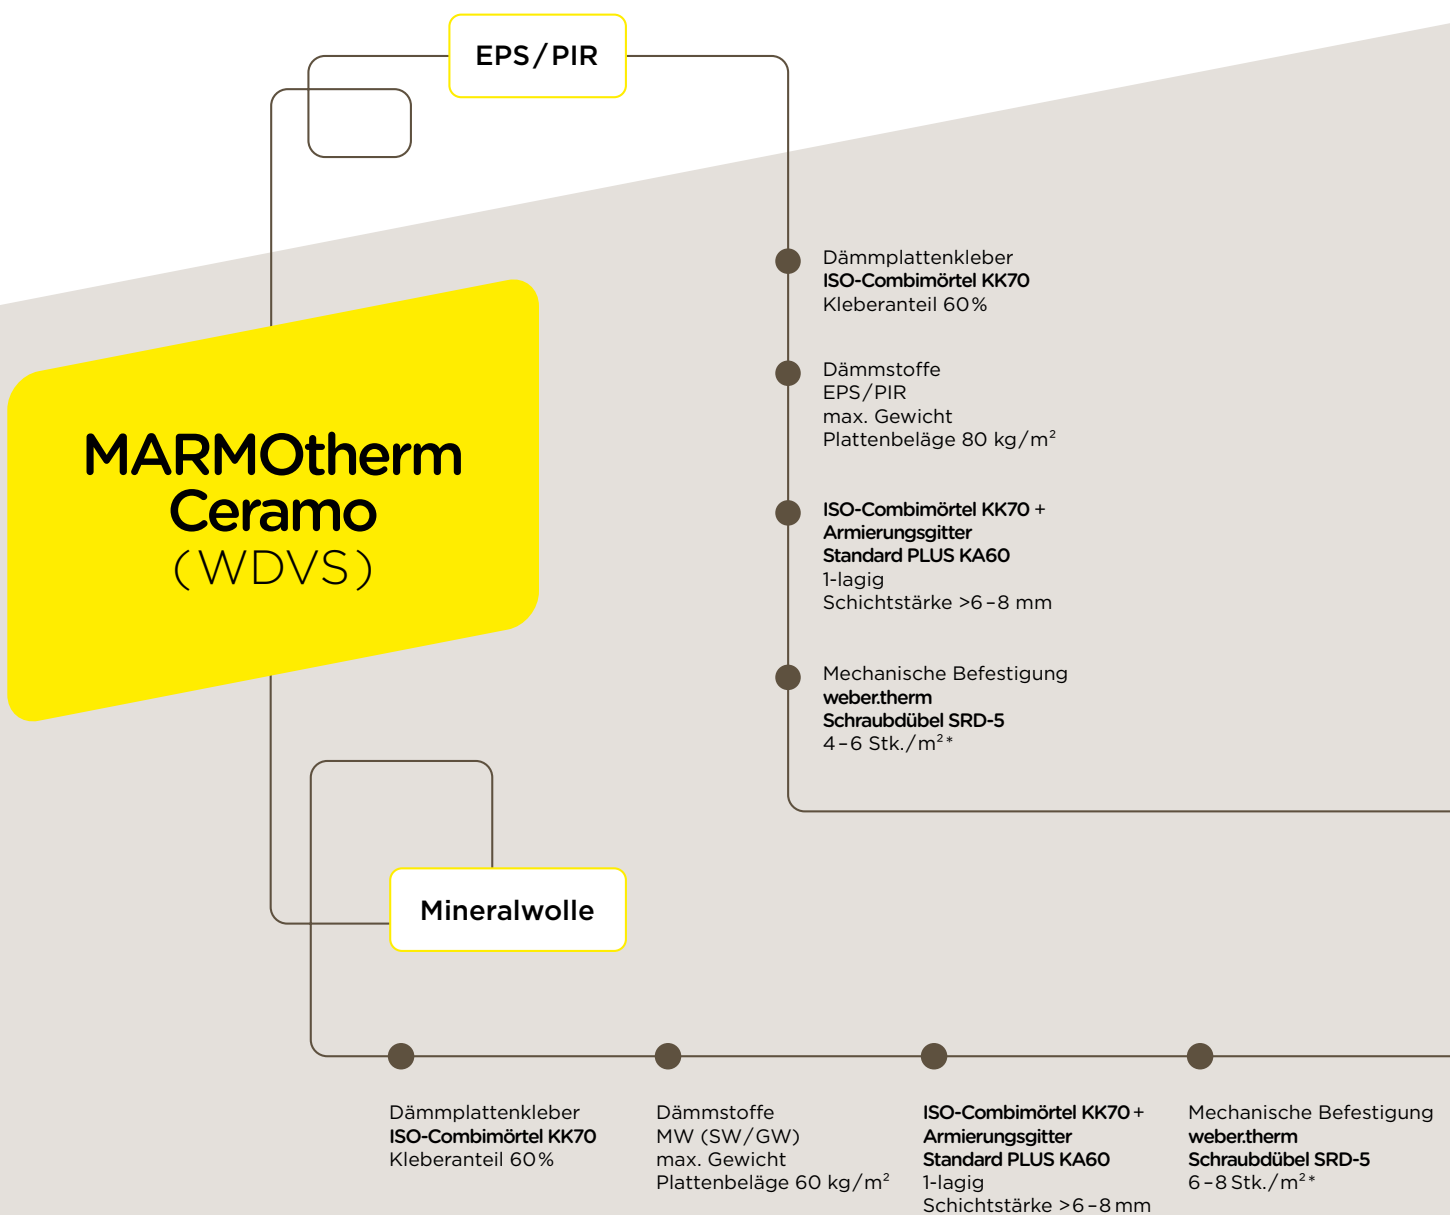 EPS/PIR
Dämmplattenkleber
ISO-Combimörtel KK70
Kleberanteil 60%
Dämmstoffe
EPS/PIR
max. Gewicht
Plattenbeläge 80 kg/m²
ISO-Combimörtel KK70 +
Armierungsgitter
Standard PLUS KA60
1-lagig
Schichtstärke >6–8 mm
Mechanische Befestigung
weber.therm
Schraubdübel SRD-5
4–6 Stk./m²*
MARMOtherm
Ceramo
(WDVS)
Mineralwolle
Dämmplattenkleber
ISO-Combimörtel KK70
Kleberanteil 60%
Dämmstoffe
MW (SW/GW)
max. Gewicht
Plattenbeläge 60 kg/m²
ISO-Combimörtel KK70 +
Armierungsgitter
Standard PLUS KA60
1-lagig
Schichtstärke >6–8 mm
Mechanische Befestigung
weber.therm
Schraubdübel SRD-5
6–8 Stk./m²*